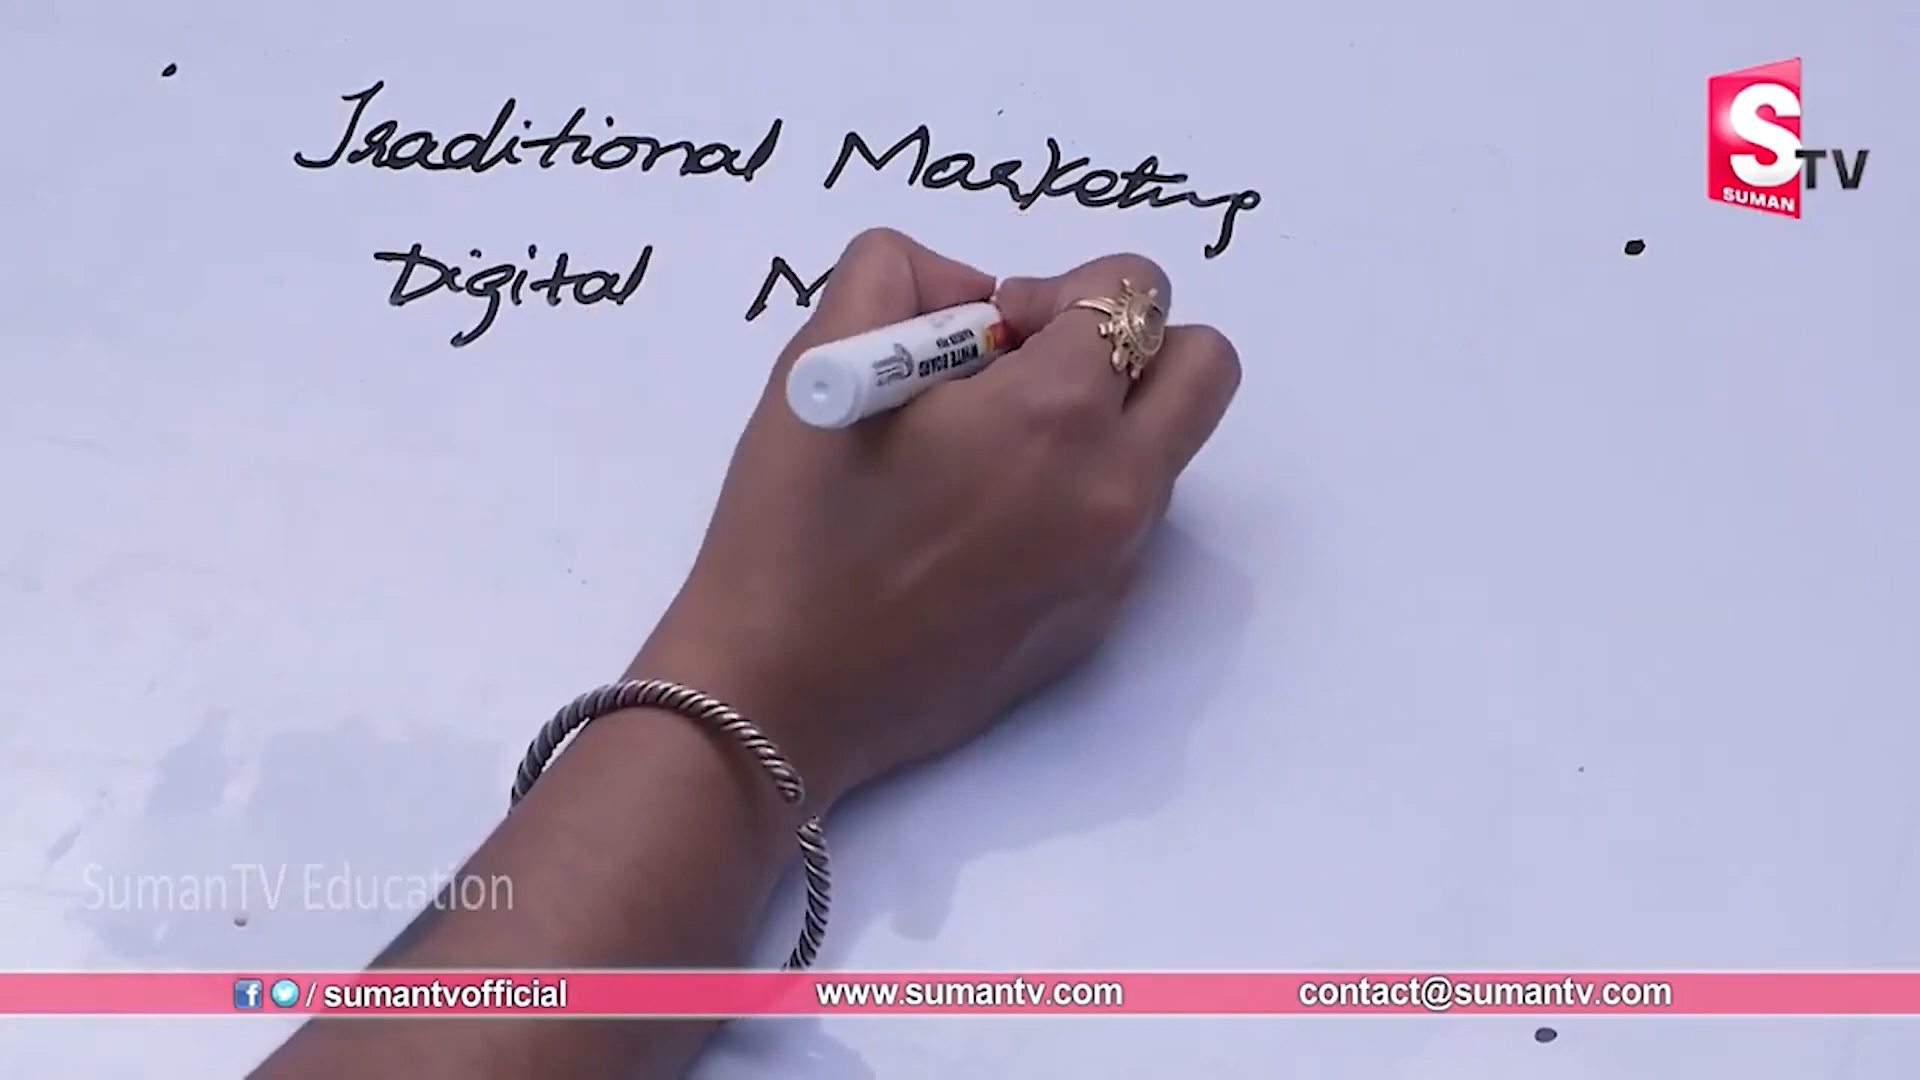 Traditional Marketing
Digital M
S TV
SUMAN
WHITE BOARD
SumanTV Education
/ sumantvofficial
www.sumantv.com
contact@sumantv.com